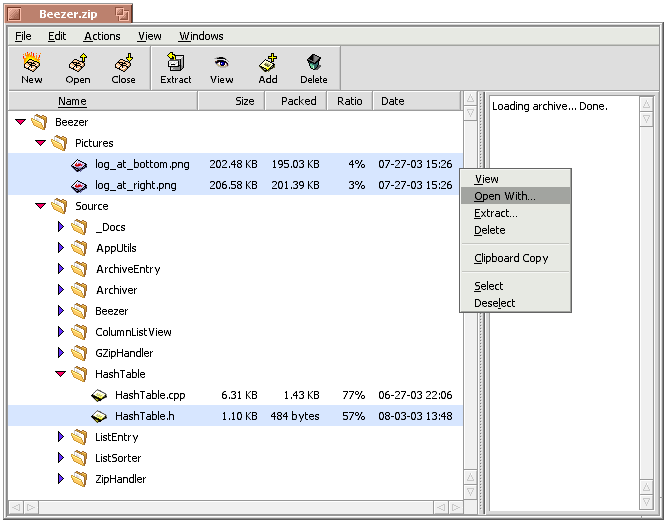 Beezer.zip
File Edit Actions View Windows
New Open Close Extract View Add Delete
Name Size Packed Ratio Date
Loading archive... Done.
Beezer
Pictures
log_at_bottom.png 202.48 KB 195.03 KB 4% 07-27-03 15:26
log_at_right.png 206.58 KB 201.39 KB 3% 07-27-03 15:26
Source
_Docs
AppUtils
ArchiveEntry
Archiver
Beezer
ColumnListView
GZipHandler
HashTable
HashTable.cpp 6.31 KB 1.43 KB 77% 06-27-03 22:06
HashTable.h 1.10 KB 484 bytes 57% 08-03-03 13:48
ListEntry
ListSorter
ZipHandler
View
Open With...
Extract...
Delete
Clipboard Copy
Select
Deselect